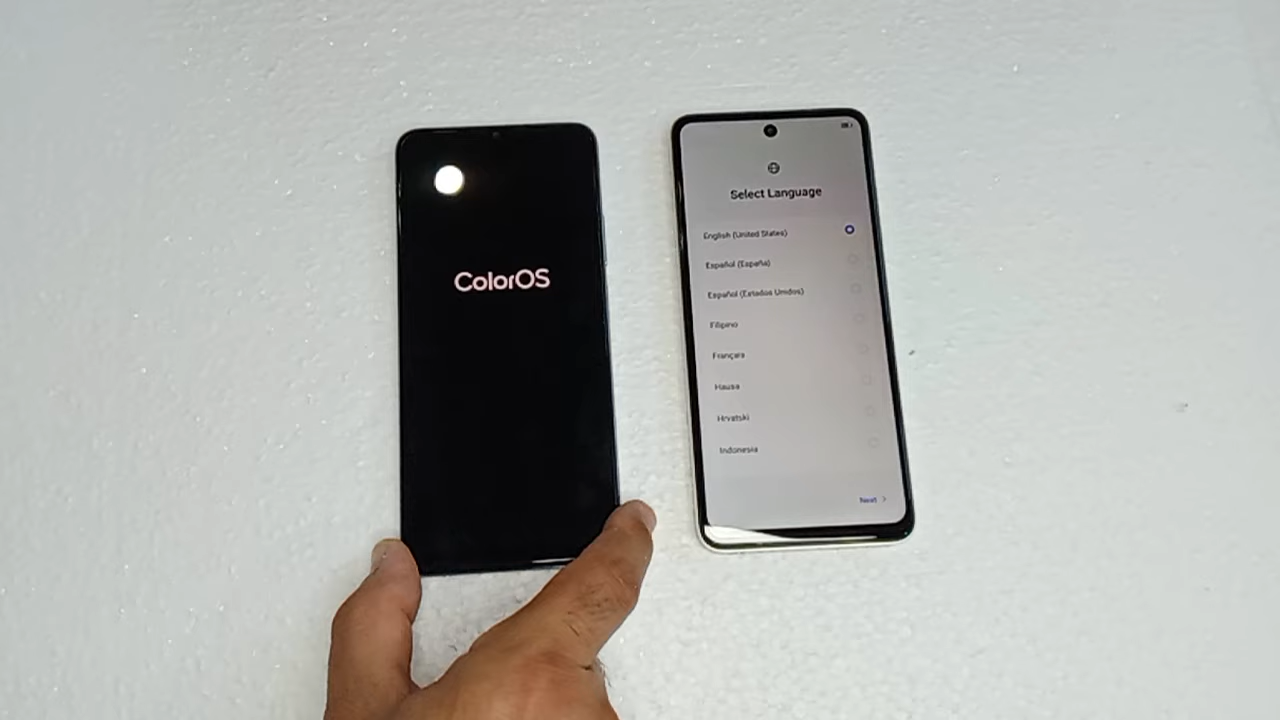 ColorOS
Select Language
English (United States)
Español (España)
Español (Estados Unidos)
Filipino
Français
Hausa
Hrvatski
Indonesia
Next